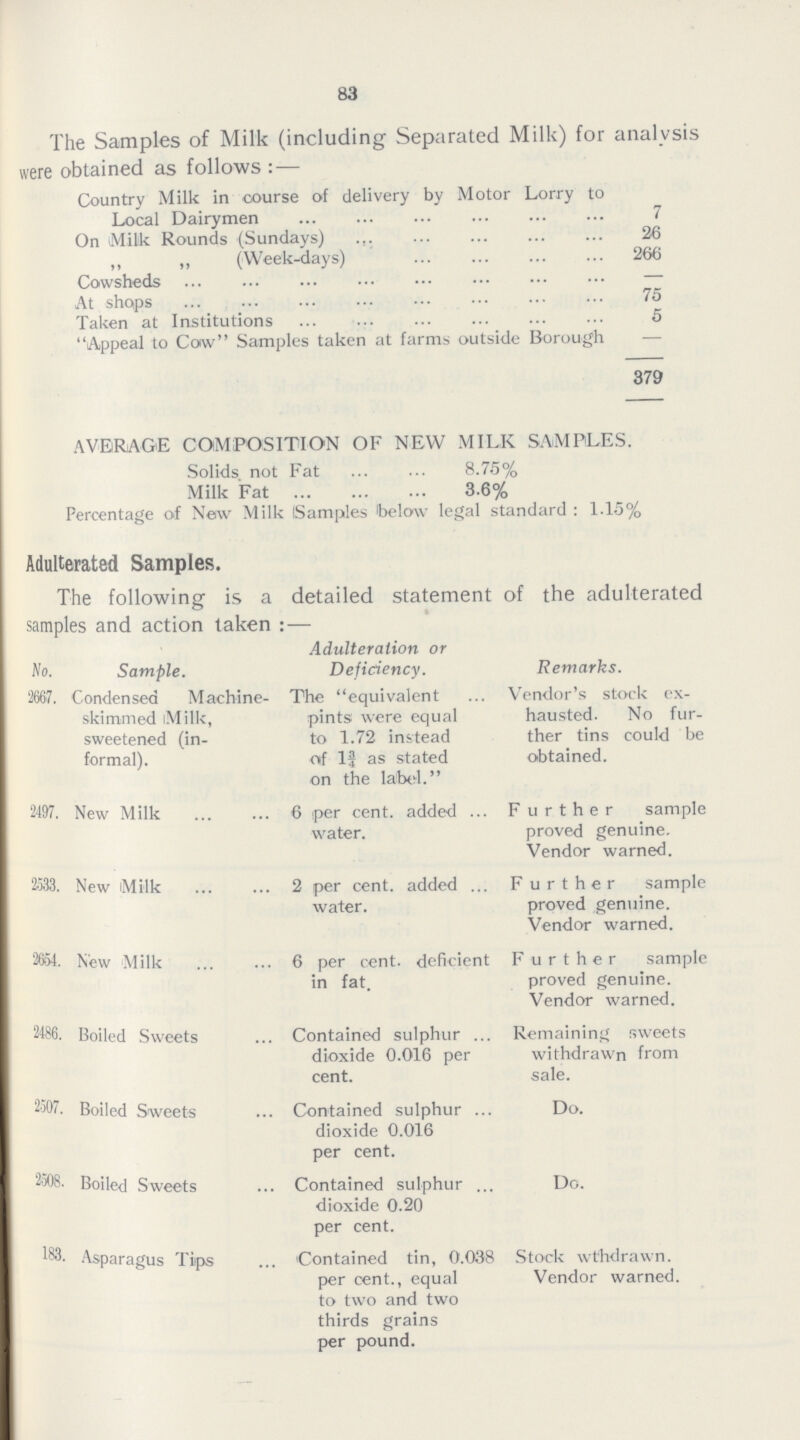 83
The Samples of Milk (including Separated Milk) for analysis
were obtained as follows :—
Country Milk in course of delivery by Motor Lorry to
Local Dairymen ... ... ... ... ... ... 7
On Milk Rounds (Sundays) ... ... ... ... ... 26
,, ,, (Week-days) ... ... ... ... 266
Cowsheds ... ... ... ... ... ... ... ... —
At shops ... ... ... ... ... ... ... ... 75
Taken at Institutions ... ... ... ... ... ... 5
"Appeal to Cow" Samples taken at farms outside Borough —
379
AVERAGE COMPOSITION OF NEW MILK SAMPLES.
Solids not Fat ... ... 8.75%
Milk Fat ... ... ... 3.6%
Percentage of New Milk Samples below legal standard : 1.15%
Adulterated Samples.
The following is a detailed statement of the adulterated
samples and action taken :—
Adulteration or
No. Sample. Deficiency. Remarks.
2667. Condensed Machine- The "equivalent ... Vendor's stock ex-
skimmed Milk, pints were equal hausted. No fur-
sweetened (in- to 1.72 instead ther tins could be
formal). of 1¾ as stated obtained.
on the label."
2497. New Milk ... ... 6 per cent. added ... Further sample
water. proved genuine.
Vendor warned.
2533. New Milk ... ... 2 per cent. added ... Further sample
water. proved genuine.
Vendor warned.
2654. New Milk ... ... 6 per cent. deficient Further sample
in fat. proved genuine.
Vendor warned.
2486. Boiled Sweets ... Contained sulphur ... Remaining sweets
dioxide 0.016 per withdrawn from
cent. sale.
2507. Boiled Sweets ... Contained sulphur ... Do.
dioxide 0.016
per cent.
2508. Boiled Sweets ... Contained sulphur ... Do.
dioxide 0.20
per cent.
183. Asparagus Tips ... Contained tin, 0.038 Stock wthdrawn.
per cent., equal Vendor warned.
to two and two
thirds grains
per pound.